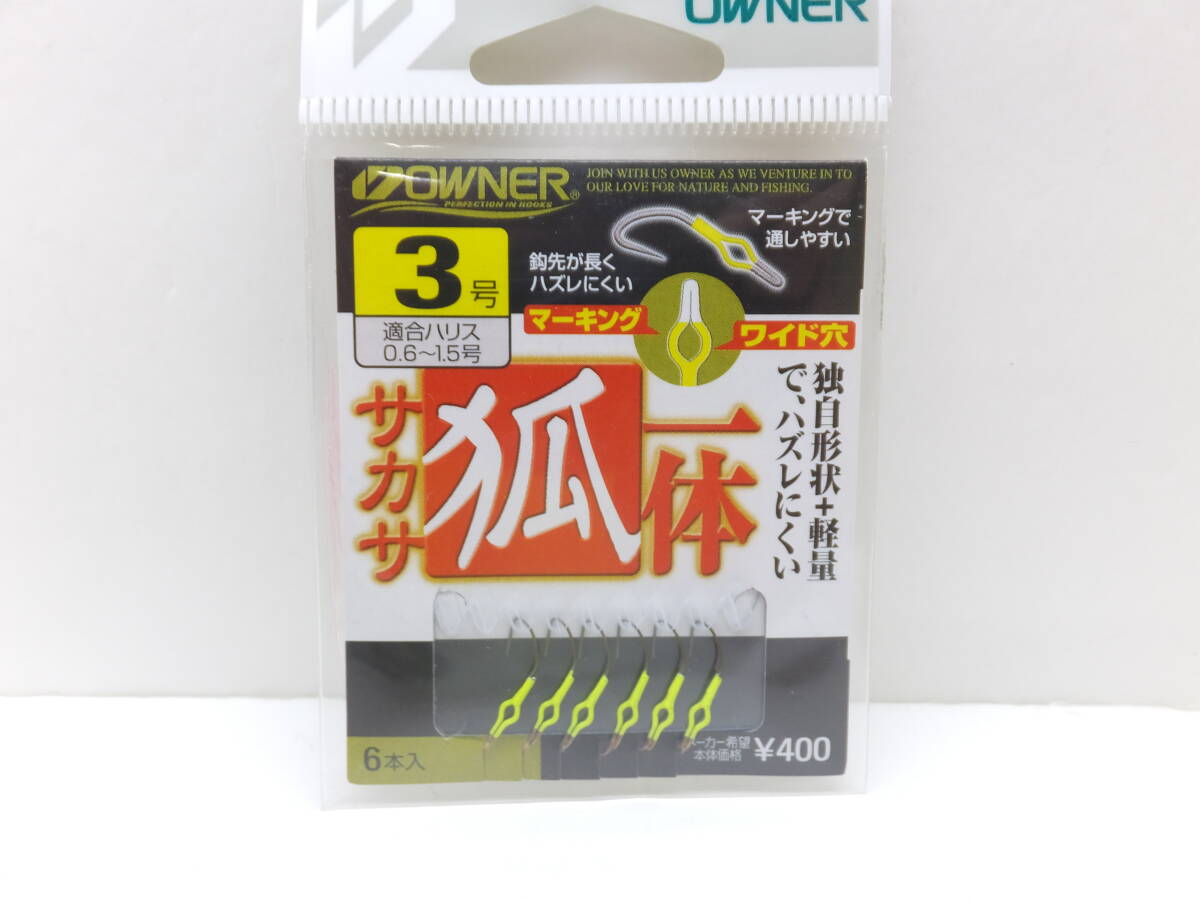 OWNER
OWNER®
PERFECTION IN HOOKS
JOIN WITH US OWNER AS WE VENTURE IN TO
OUR LOVE FOR NATURE AND FISHING.
3号
適合ハリス
0.6〜1.5号
鈎先が長く
ハズレにくい
マーキングで
通しやすい
マーキング
ワイド穴
サカサ
狐
一体
独自形状+軽量
で、ハズレにくい
6本入
メーカー希望
本体価格
¥400